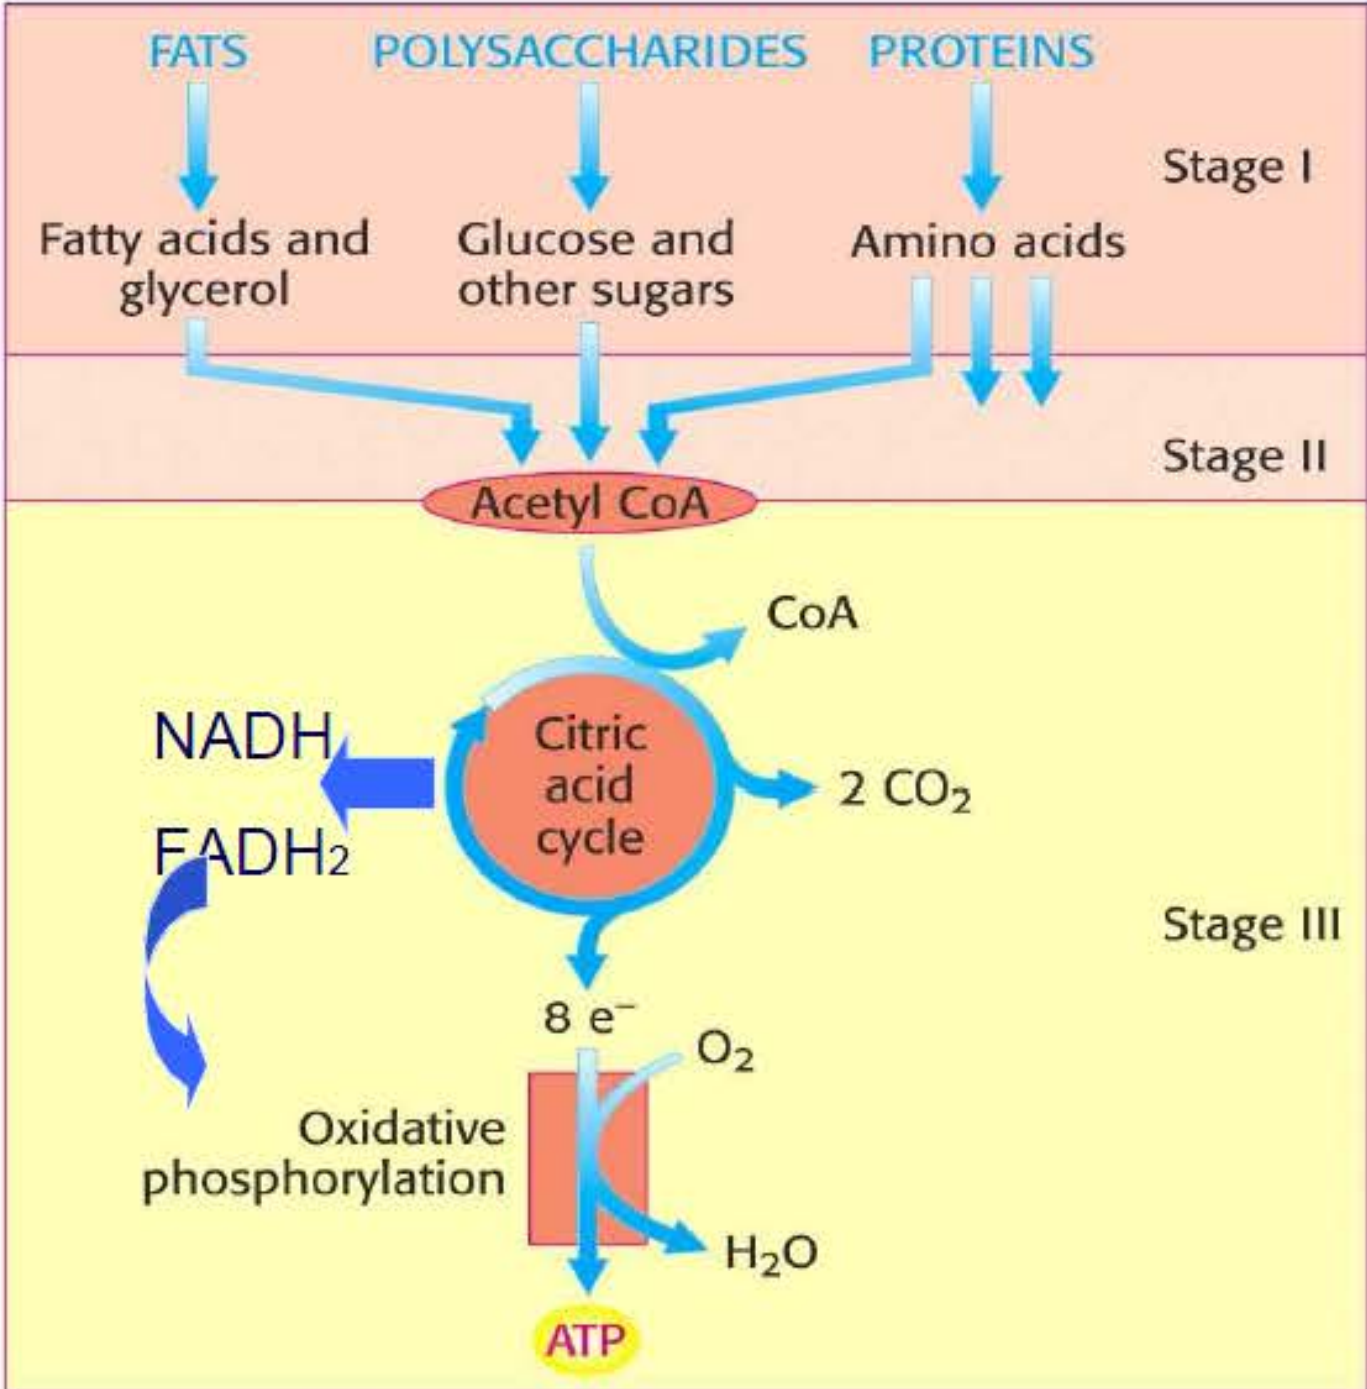 FATS POLYSACCHARIDES PROTEINS
Stage I
Fatty acids and
glycerol
Glucose and
other sugars
Amino acids
Stage II
Acetyl CoA
CoA
NADH
FADH₂
Citric
acid
cycle
2 CO₂
Stage III
8 e⁻
O₂
Oxidative
phosphorylation
H₂O
ATP